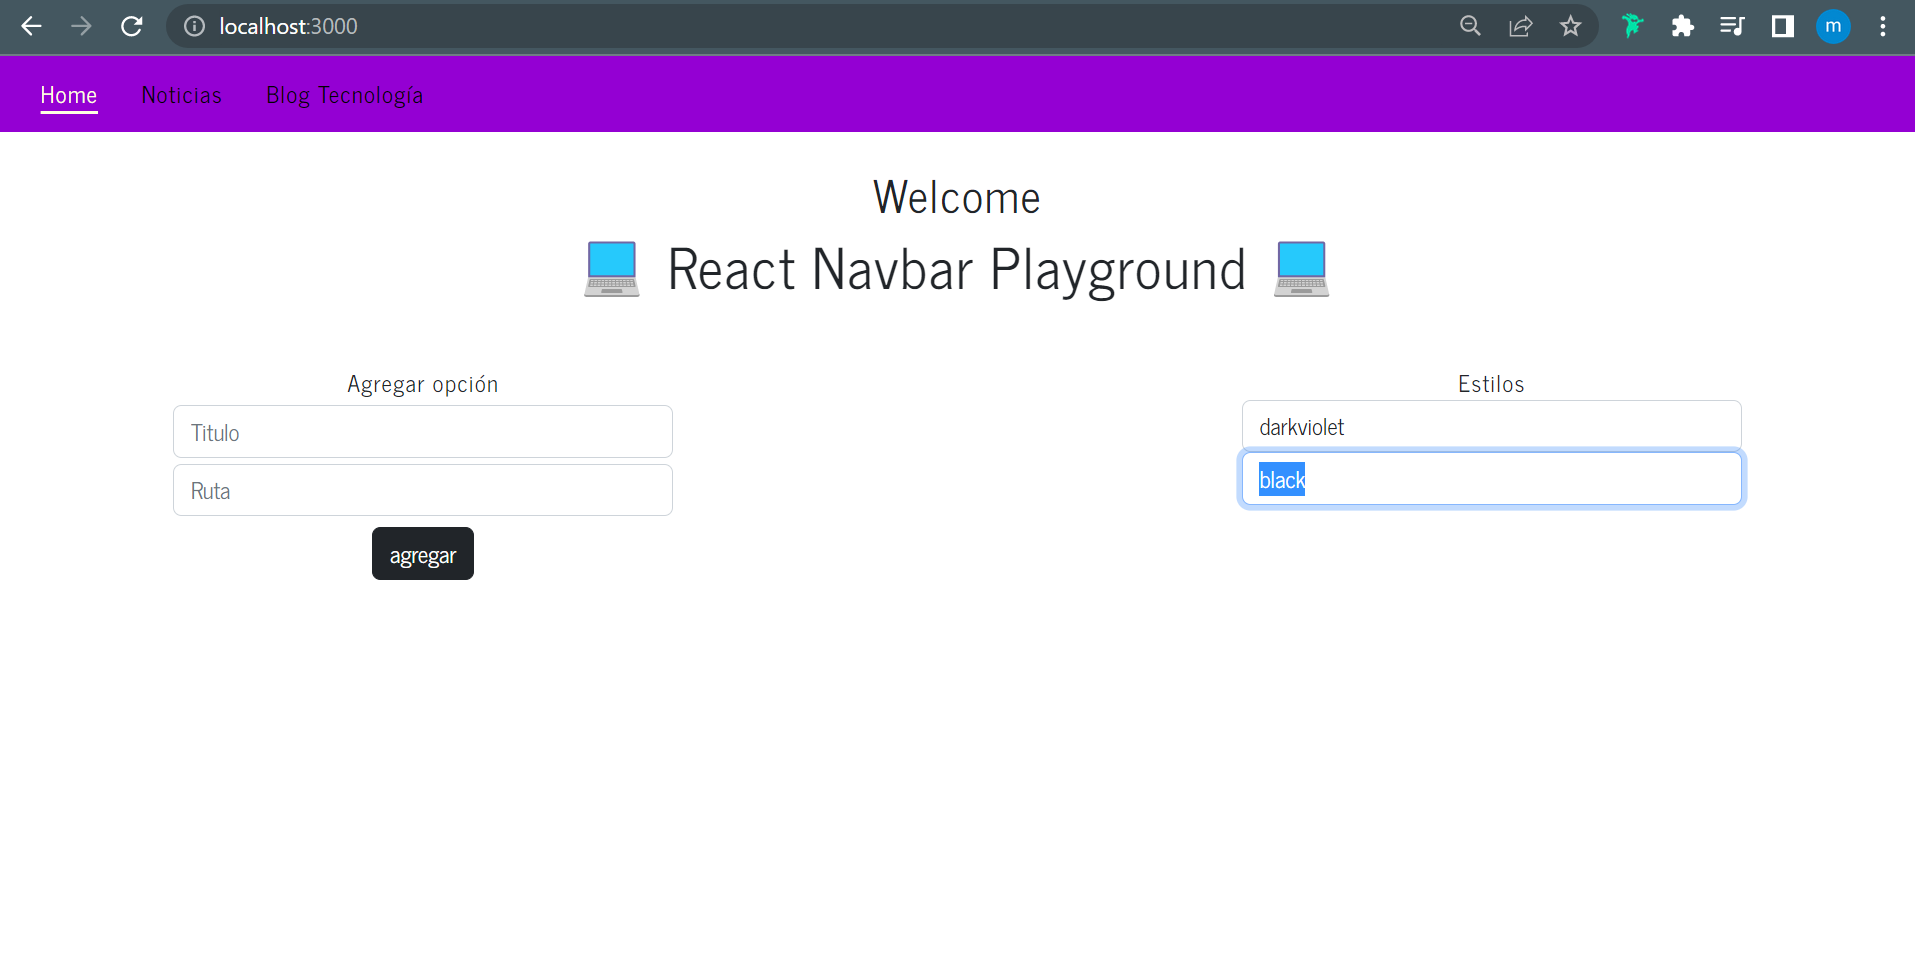 localhost:3000
m
Home Noticias Blog Tecnología
Welcome
React Navbar Playground
Agregar opción
Titulo
Ruta
agregar
Estilos
darkviolet
black